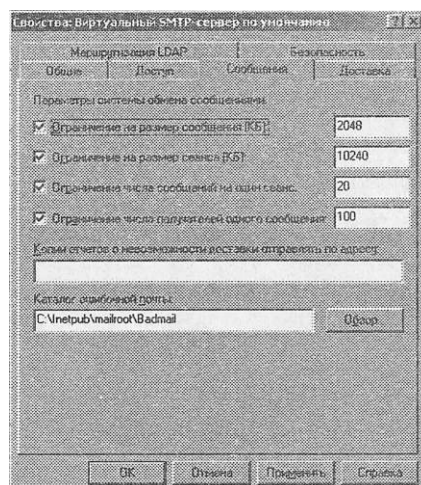 Свойства: Виртуальный SMTP-сервер по умолчанию
Маршрутизация LDAP
Безопасность
Общие
Доступ
Сообщения
Доставка
Параметры системы обмена сообщениями.
Ограничение на размер сообщения (КБ):
2048
Ограничение на размер сеанса (КБ):
10240
Ограничение числа сообщений на один сеанс:
20
Ограничение числа получателей одного сообщения:
100
Копии отчетов о невозможности доставки отправлять по адресу:
Каталог ошибочной почты:
C:\Inetpub\mailroot\Badmail
Обзор...
ОК
Отмена
Применить
Справка